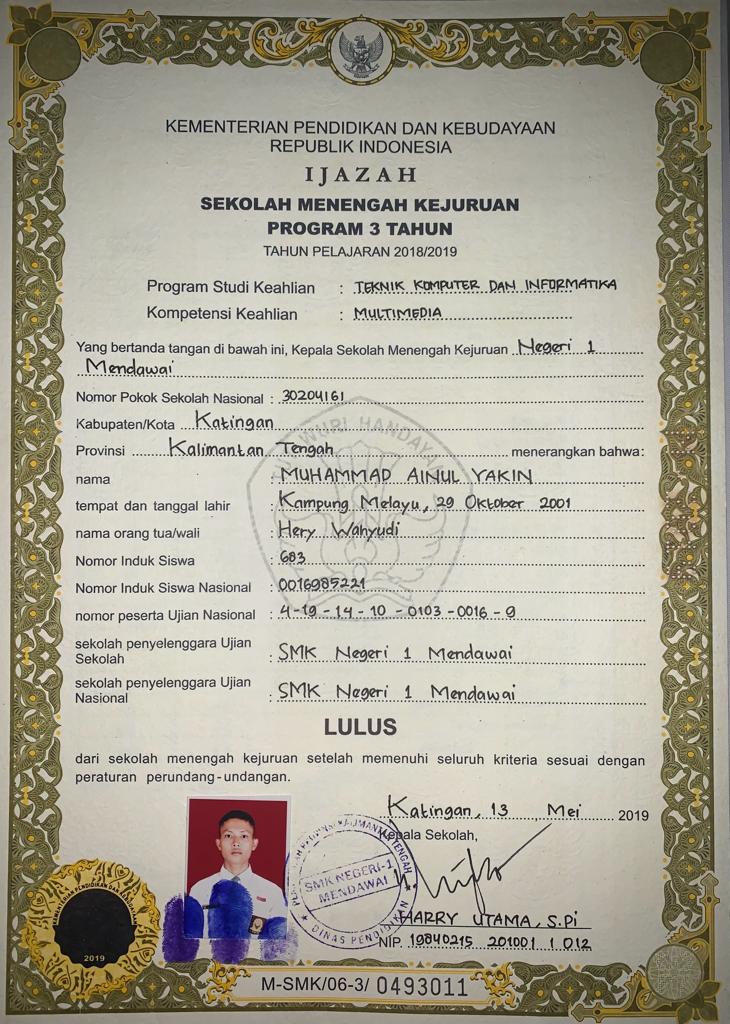 KEMENTERIAN PENDIDIKAN DAN KEBUDAYAAN
REPUBLIK INDONESIA
IJAZAH
SEKOLAH MENENGAH KEJURUAN
PROGRAM 3 TAHUN
TAHUN PELAJARAN 2018/2019
Program Studi Keahlian : TEKNIK KOMPUTER DAN INFORMATIKA
Kompetensi Keahlian : MULTIMEDIA
Yang bertanda tangan di bawah ini, Kepala Sekolah Menengah Kejuruan Negeri 1
Mendawai
Nomor Pokok Sekolah Nasional : 30204161
Kabupaten/Kota Katingan
Provinsi Kalimantan Tengah menerangkan bahwa:
nama : MUHAMMAD AINUL YAKIN
tempat dan tanggal lahir : Kampung Melayu, 29 Oktober 2001
nama orang tua/wali : Hery Wahyudi
Nomor Induk Siswa : 683
Nomor Induk Siswa Nasional : 0016985221
nomor peserta Ujian Nasional : 4-19-14-10-0103-0016-9
sekolah penyelenggara Ujian
Sekolah : SMK Negeri 1 Mendawai
sekolah penyelenggara Ujian
Nasional : SMK Negeri 1 Mendawai
LULUS
dari sekolah menengah kejuruan setelah memenuhi seluruh kriteria sesuai dengan
peraturan perundang-undangan.
Katingan, 13 Mei 2019
Kepala Sekolah,
SMK NEGERI-1
MENDAWAI
DINAS PENDIDIKAN
HARRY UTAMA, S.Pi
NIP. 19840215 201001 1 012
2019
M-SMK/06-3/ 0493011